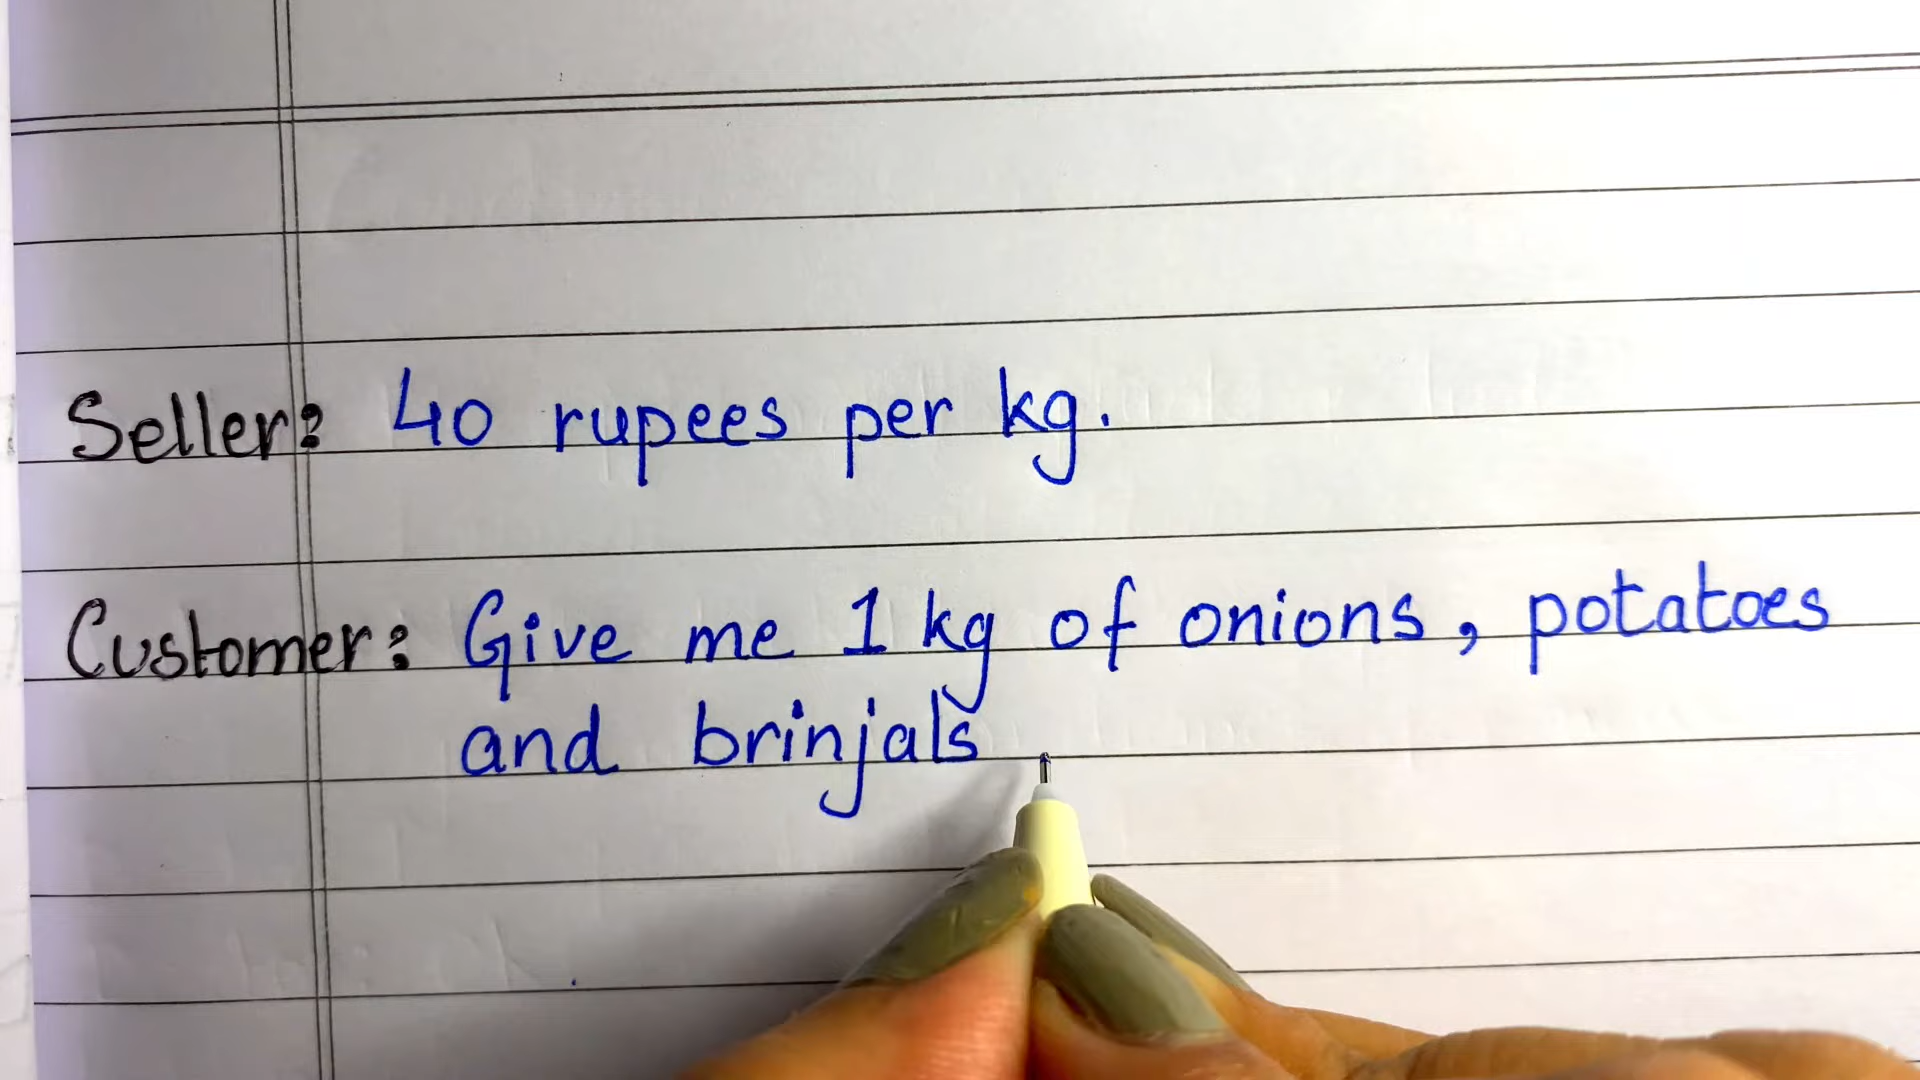 Seller: 40 rupees per kg.
Customer: Give me 1 kg of onions, potatoes
and brinjals